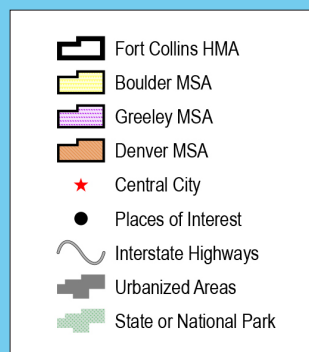 Fort Collins HMA
Boulder MSA
Greeley MSA
Denver MSA
Central City
Places of Interest
Interstate Highways
Urbanized Areas
State or National Park